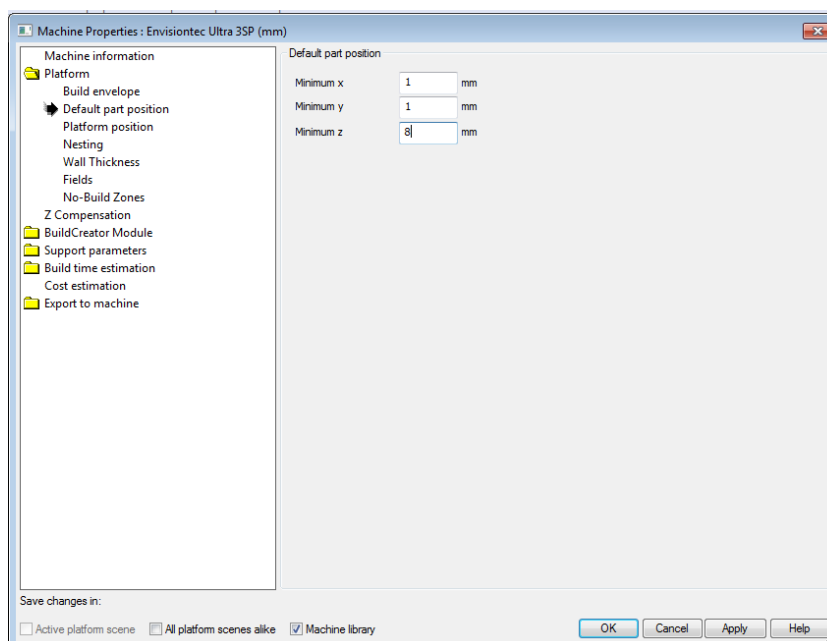 Machine Properties : Envisiontec Ultra 3SP (mm)
Machine information
Platform
Build envelope
Default part position
Platform position
Nesting
Wall Thickness
Fields
No-Build Zones
Z Compensation
BuildCreator Module
Support parameters
Build time estimation
Cost estimation
Export to machine
Default part position
Minimum x 1 mm
Minimum y 1 mm
Minimum z 8 mm
Save changes in:
Active platform scene All platform scenes alike Machine library OK Cancel Apply Help